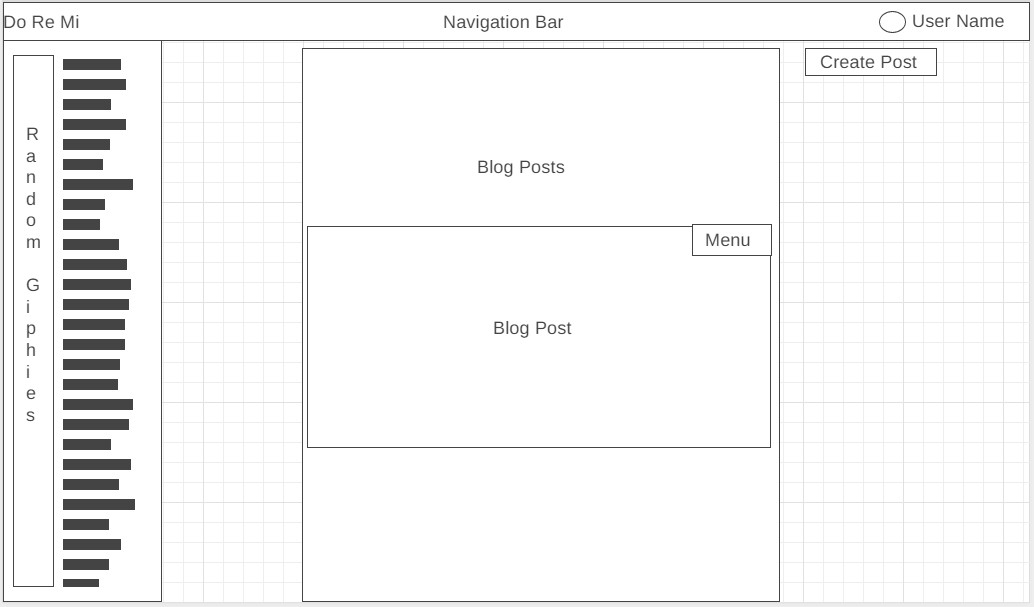 Do Re Mi
Navigation Bar
User Name
Random Giphies
Blog Posts
Menu
Blog Post
Create Post